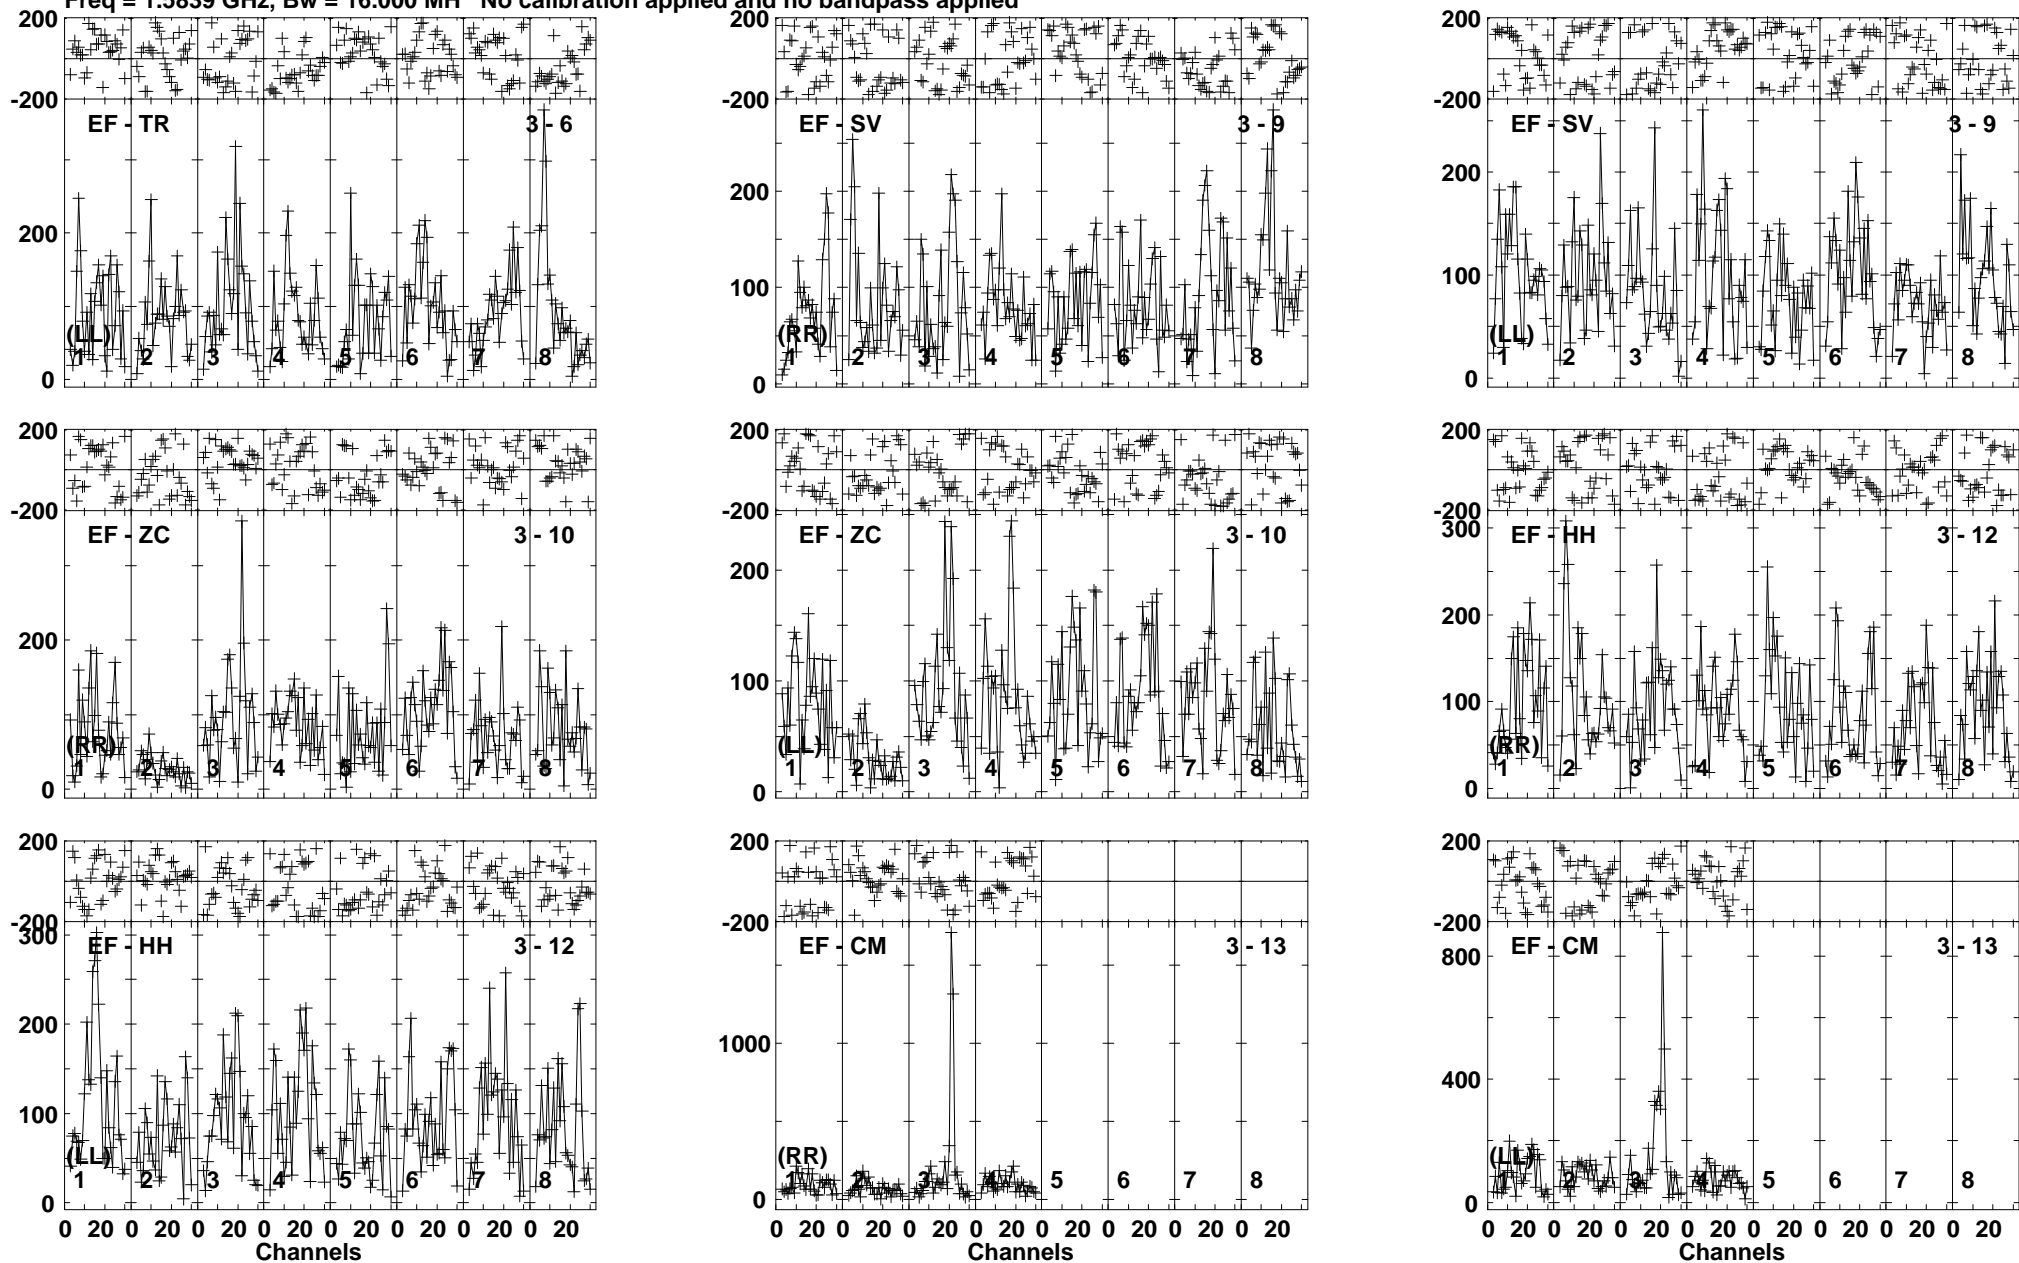 Freq = 1.5839 GHz, Bw = 16.000 MH No calibration applied and no bandpass applied
200 200 200
-200 -200 -200
EF - TR 3 - 6 EF - SV 3 - 9 EF - SV 3 - 9
200 200 200
100 100
(LL) (RR) (LL)
1 2 3 4 5 6 7 8 1 2 3 4 5 6 7 8 1 2 3 4 5 6 7 8
0 0 0
200 200 200
-200 -200 -200
EF - ZC 3 - 10 EF - ZC 3 - 10 EF - HH 3 - 12
300
200 200 200
100 100
(RR) (LL) (RR)
1 2 3 4 5 6 7 8 1 2 3 4 5 6 7 8 1 2 3 4 5 6 7 8
0 0 0
200 200 200
-200 -200 -200
300
EF - HH 3 - 12 EF - CM 3 - 13 EF - CM 3 - 13
200 1000 800
100 400
(LL) (RR) (LL)
1 2 3 4 5 6 7 8 1 2 3 4 5 6 7 8 1 2 3 4 5 6 7 8
0 0 0
0 20 0 20 0 20 0 20 0 20 0 20 0 20 0 20 0 20 0 20 0 20 0 20 0 20 0 20 0 20 0 20 0 20 0 20 0 20 0 20 0 20 0 20 0 20 0 20
Channels Channels